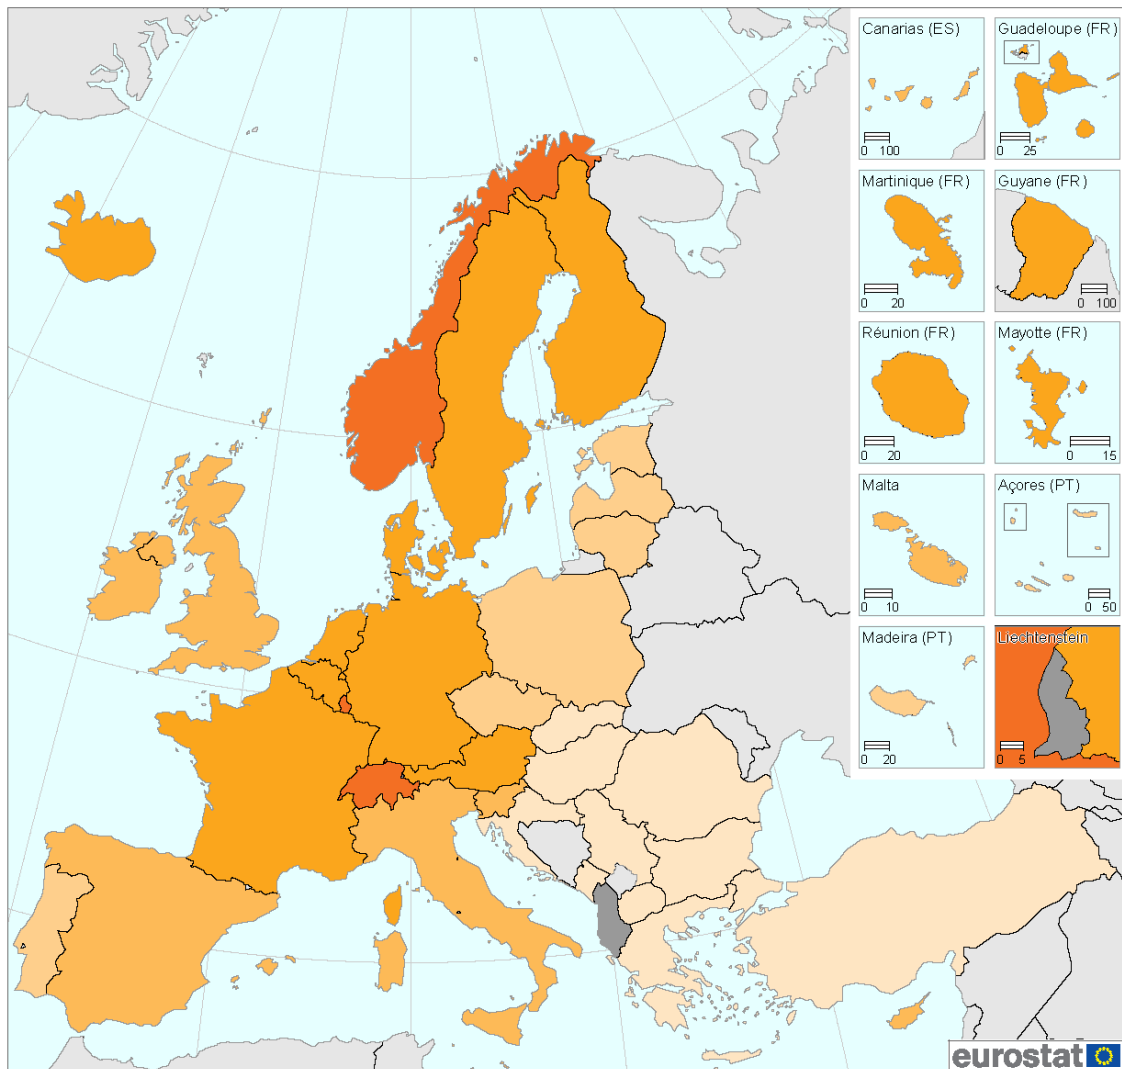 Canarias (ES)
0 100
Guadeloupe (FR)
0 25
Martinique (FR)
0 20
Guyane (FR)
0 100
Réunion (FR)
0 20
Mayotte (FR)
0 15
Malta
0 10
Açores (PT)
0 50
Madeira (PT)
0 20
Liechtenstein
0 5
eurostat